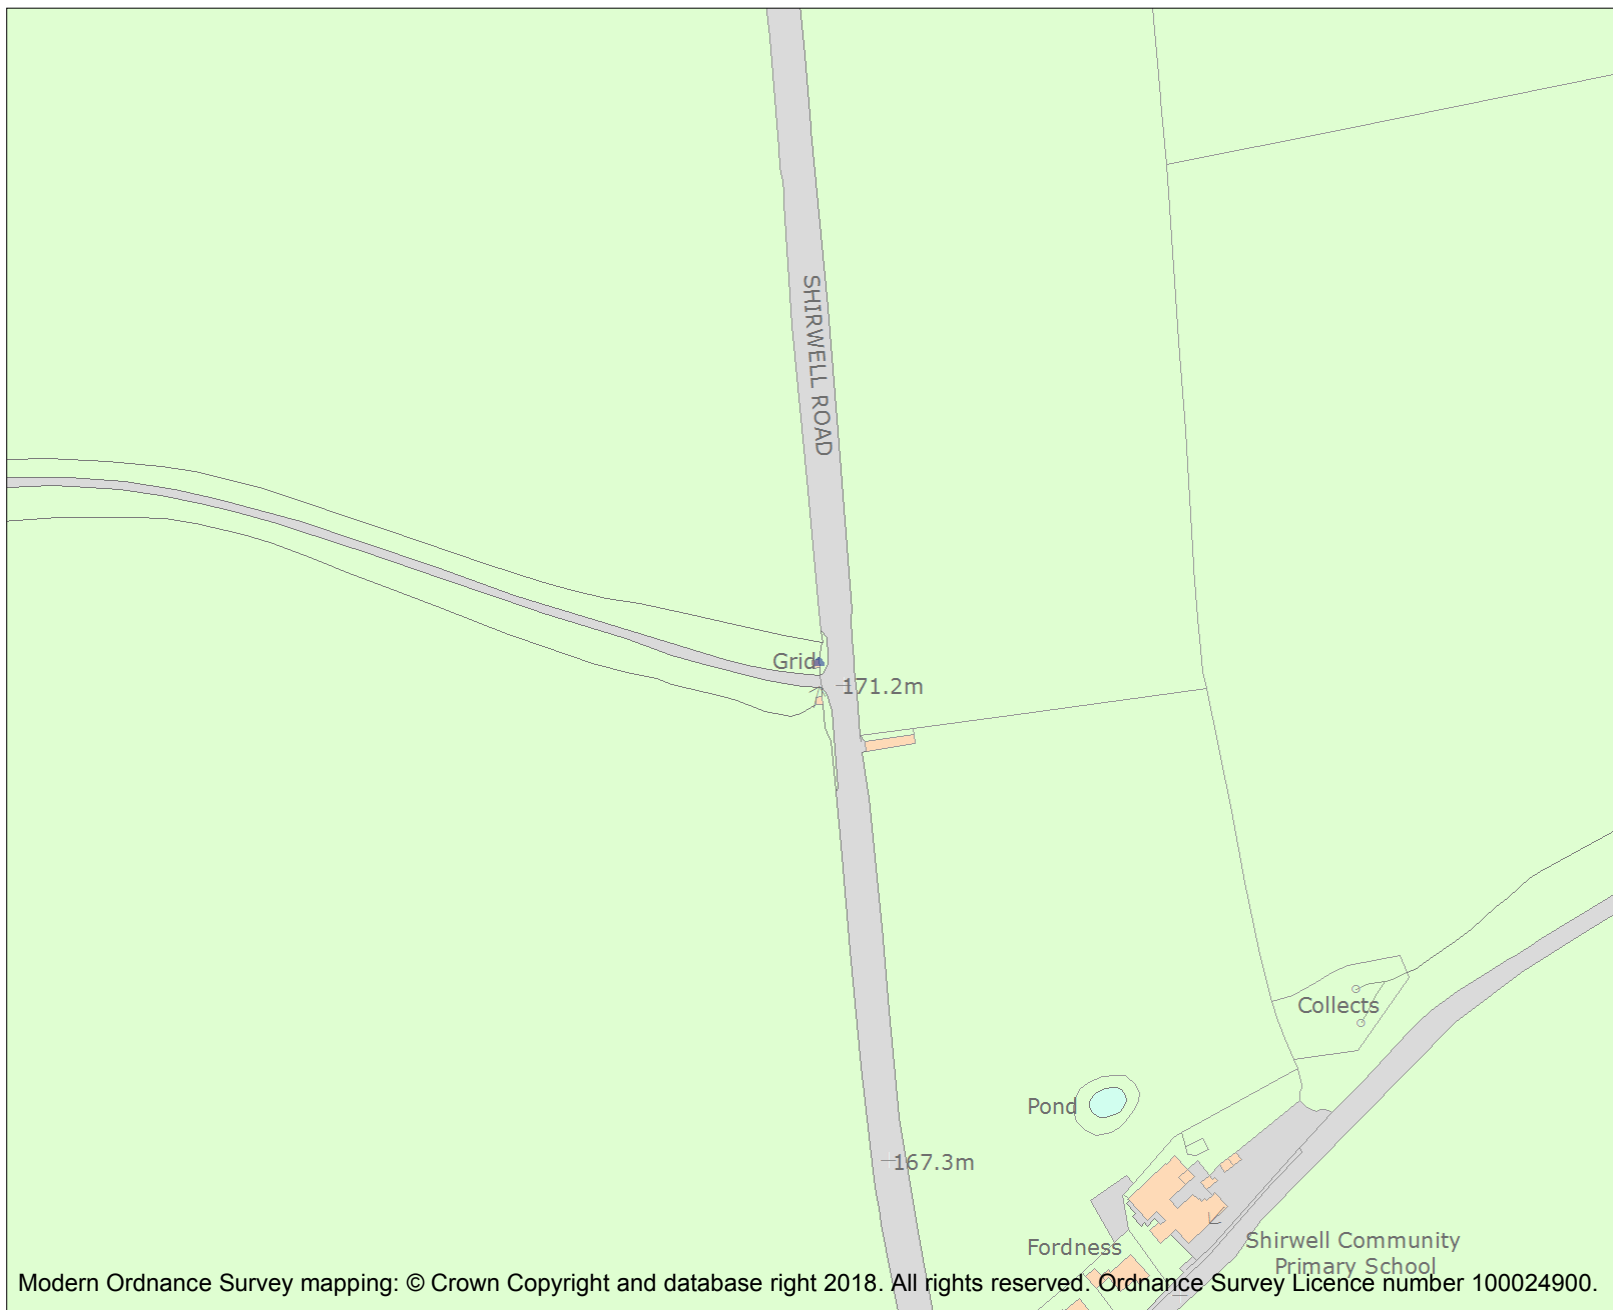 SHIRWELL ROAD
Grid
171.2m
Collects
Pond
167.3m
Fordness
Shirwell Community
Primary School
Modern Ordnance Survey mapping: © Crown Copyright and database right 2018. All rights reserved. Ordnance Survey Licence number 100024900.